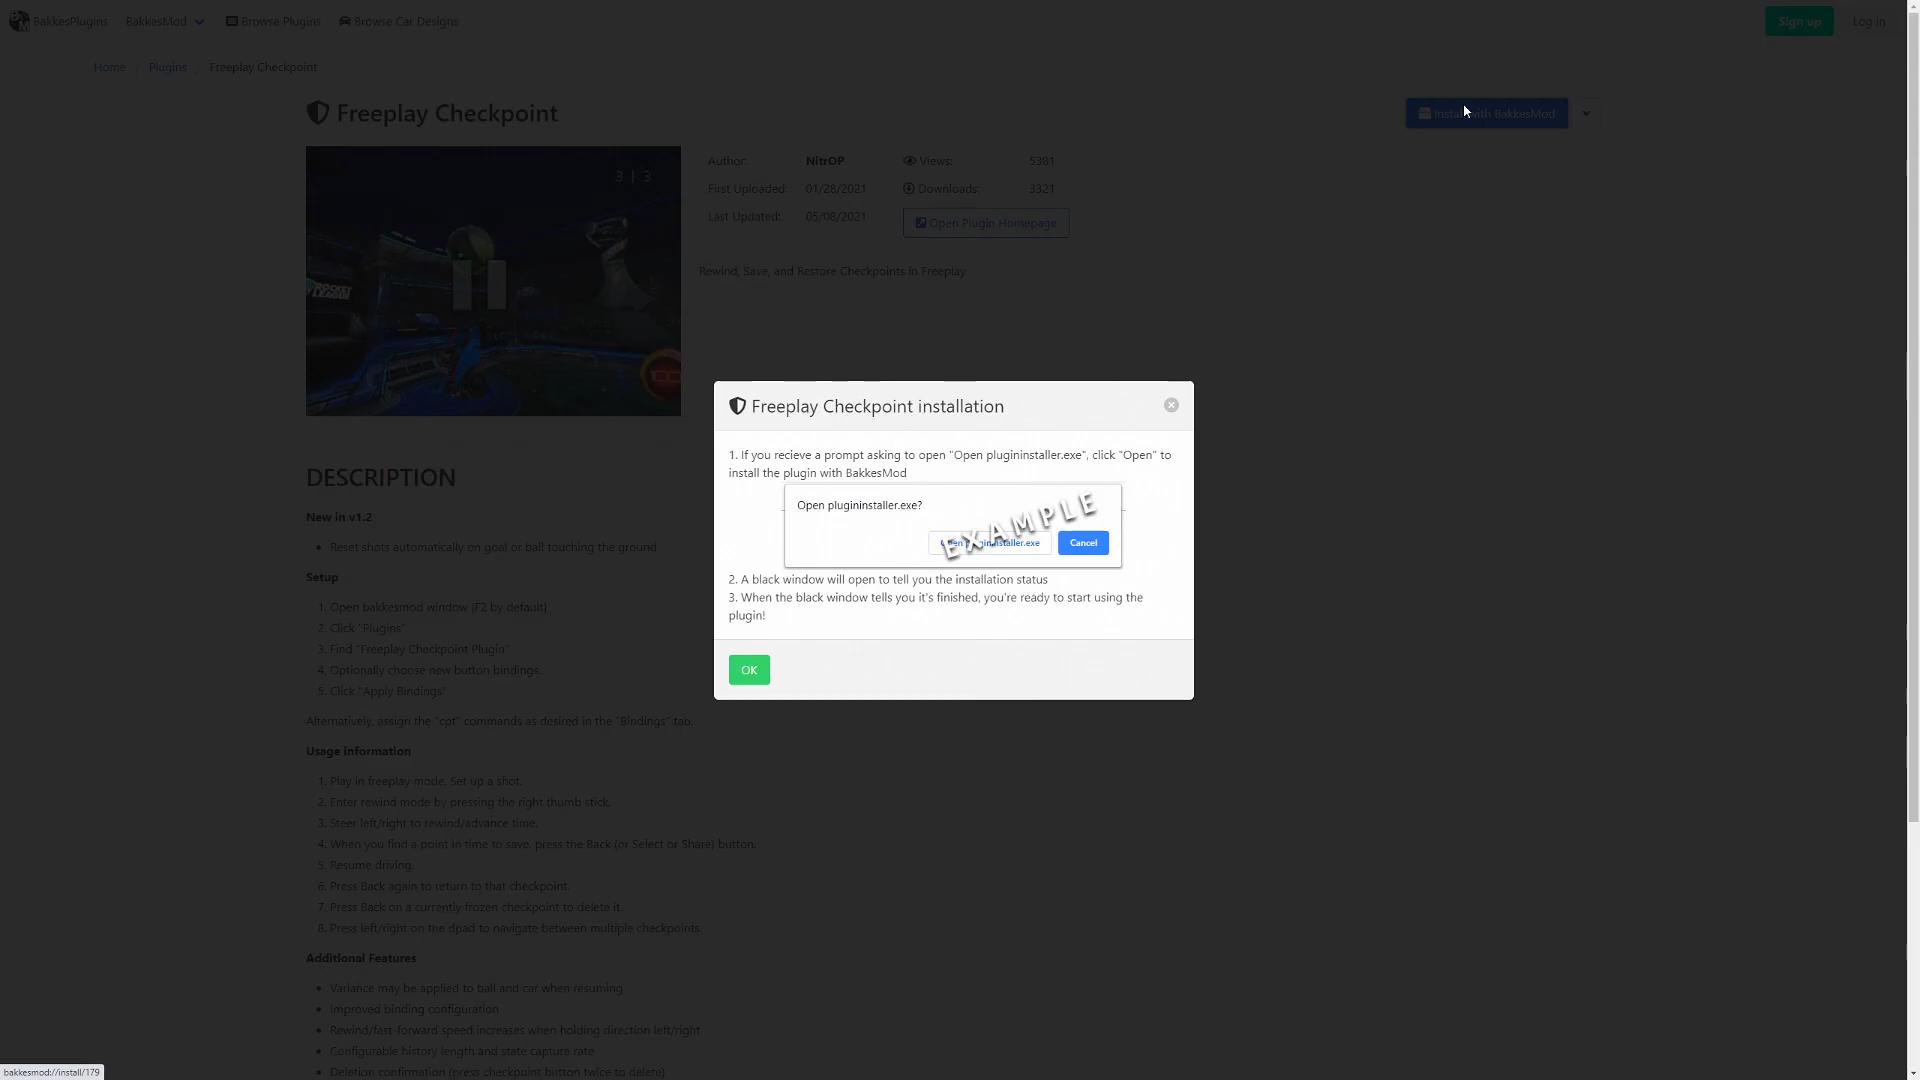 BakkesPlugins BakkesMod Browse Plugins Browse Car Designs Sign up Log in
Home / Plugins / Freeplay Checkpoint
Freeplay Checkpoint
Install with BakkesMod
3 | 3
Author: NitrOP Views: 5381
First Uploaded: 01/28/2021 Downloads: 3321
Last Updated: 05/08/2021 Open Plugin Homepage
Rewind, Save, and Restore Checkpoints in Freeplay
Freeplay Checkpoint installation
1. If you recieve a prompt asking to open "Open plugininstaller.exe", click "Open" to
install the plugin with BakkesMod
Open plugininstaller.exe?
EXAMPLE
Open plugininstaller.exe Cancel
2. A black window will open to tell you the installation status
3. When the black window tells you it's finished, you're ready to start using the
plugin!
OK
DESCRIPTION
New in v1.2
• Reset shots automatically on goal or ball touching the ground
Setup
1. Open bakkesmod window (F2 by default)
2. Click "Plugins"
3. Find "Freeplay Checkpoint Plugin"
4. Optionally choose new button bindings.
5. Click "Apply Bindings"
Alternatively, assign the "cpt" commands as desired in the "Bindings" tab.
Usage information
1. Play in freeplay mode. Set up a shot.
2. Enter rewind mode by pressing the right thumb stick.
3. Steer left/right to rewind/advance time.
4. When you find a point in time to save, press the Back (or Select or Share) button.
5. Resume driving.
6. Press Back again to return to that checkpoint.
7. Press Back on a currently frozen checkpoint to delete it.
8. Press left/right on the dpad to navigate between multiple checkpoints.
Additional Features
• Variance may be applied to ball and car when resuming
• Improved binding configuration
• Rewind/fast-forward speed increases when holding direction left/right
• Configurable history length and state capture rate
• Deletion confirmation (press checkpoint button twice to delete)
bakkesmod://install/179